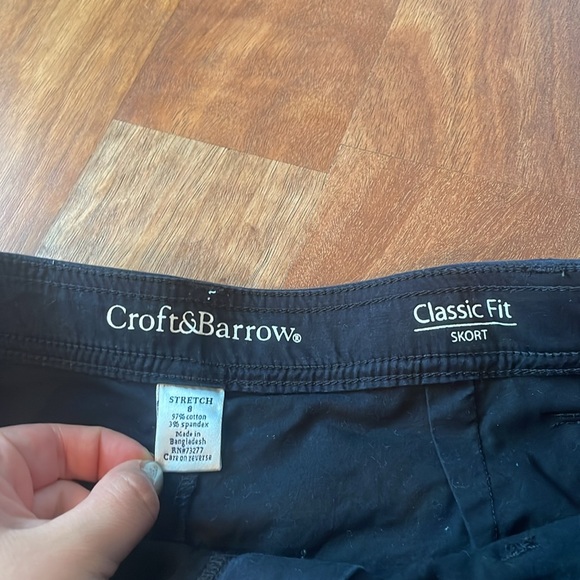 Croft&Barrow®
Classic Fit
SKORT
STRETCH
8
97% cotton
3% spandex
Made in
Bangladesh
RN#73277
Care on reverse